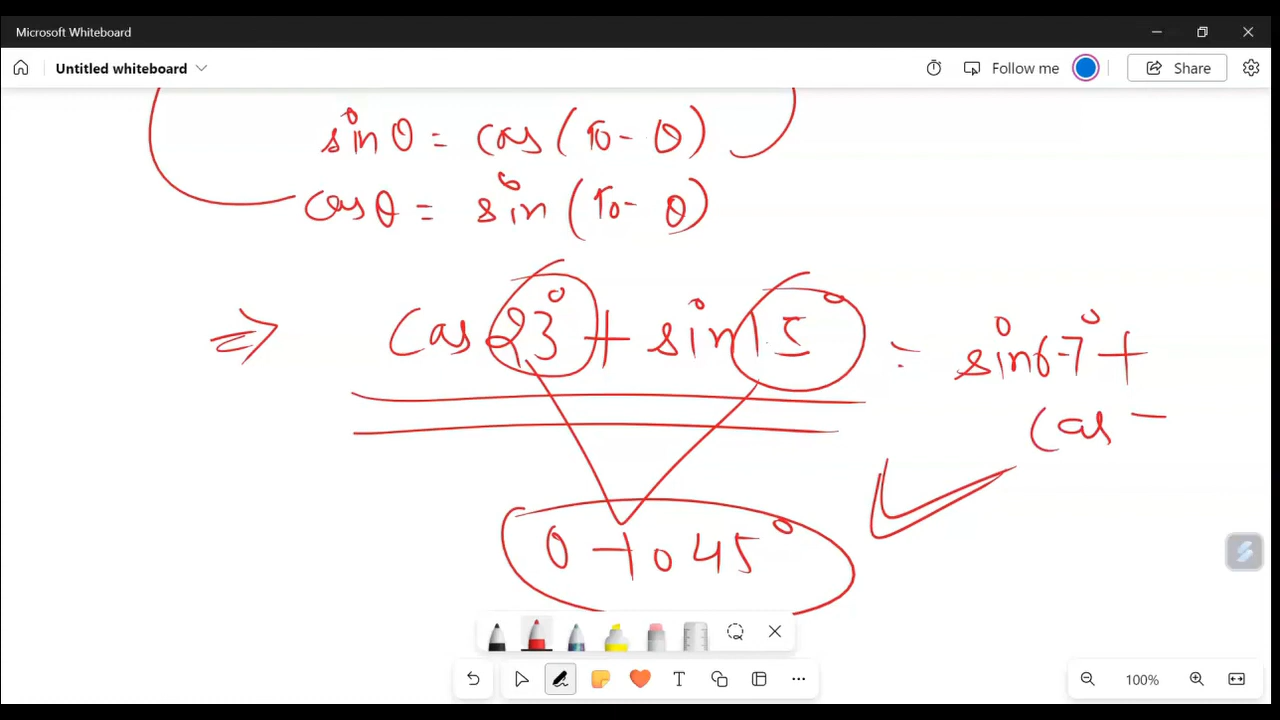 Microsoft Whiteboard
Untitled whiteboard
Follow me
Share
sin θ = cos (90 - θ)
cos θ = sin (90 - θ)
⇒ cos 23° + sin 15° = sin 67° +
cos 7
0 to 45°
100%